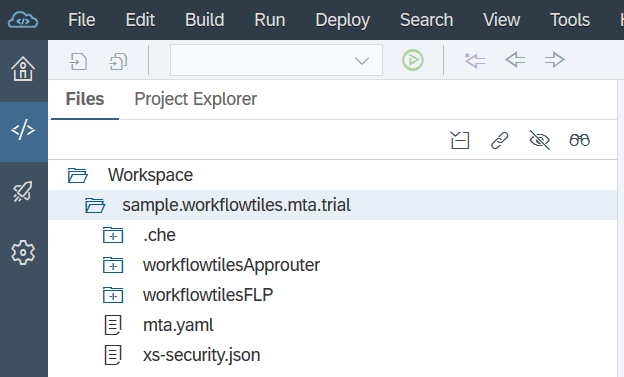 File Edit Build Run Deploy Search View Tools
Files Project Explorer
Workspace
sample.workflowtiles.mta.trial
.che
workflowtilesApprouter
workflowtilesFLP
mta.yaml
xs-security.json